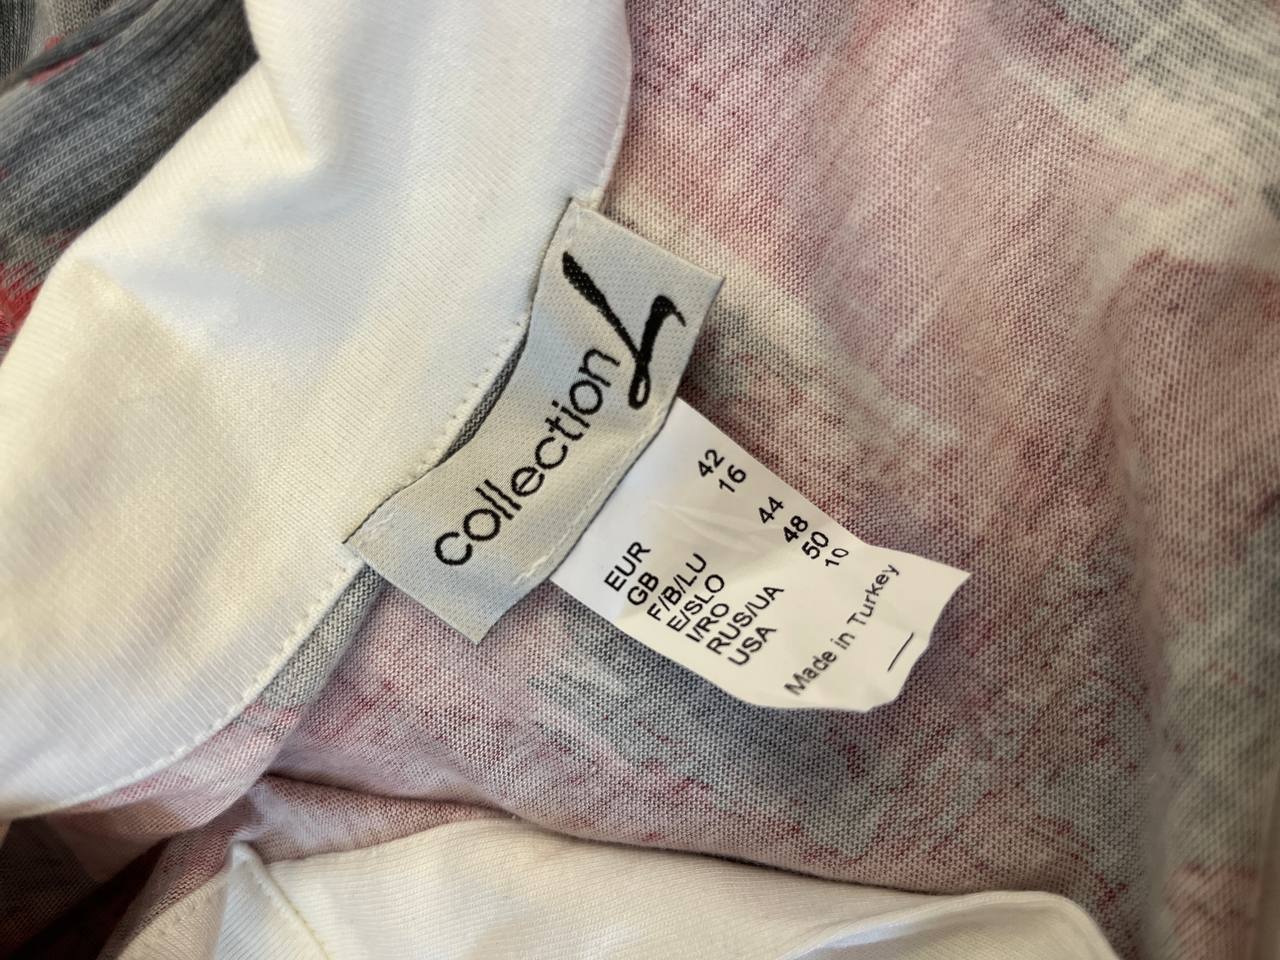 collection L
EUR 42
GB 16
F/B/LU
E/SLO 44
I/RO 48
RUS/UA 50
USA 10
Made in Turkey